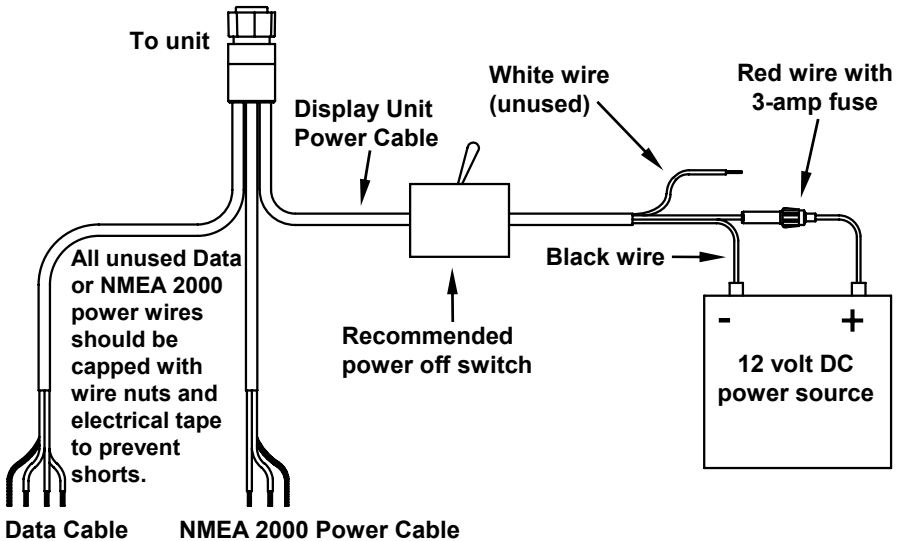 To unit
Display Unit
Power Cable
White wire
(unused)
Red wire with
3-amp fuse
All unused Data
or NMEA 2000
power wires
should be
capped with
wire nuts and
electrical tape
to prevent
shorts.
Black wire
Recommended
power off switch
- +
12 volt DC
power source
Data Cable
NMEA 2000 Power Cable